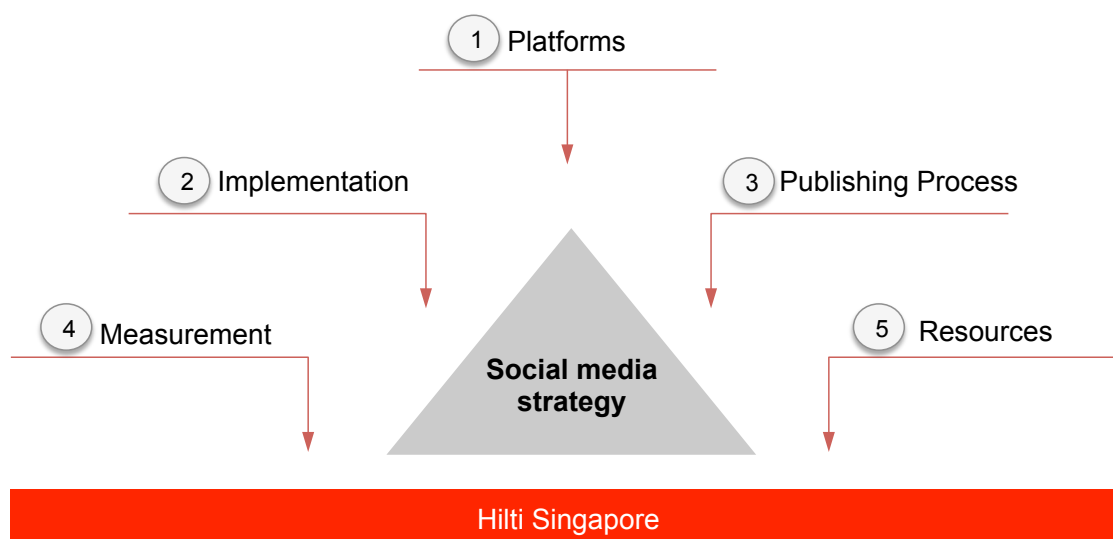 1 Platforms
2 Implementation
3 Publishing Process
4 Measurement
5 Resources
Social media
strategy
Hilti Singapore